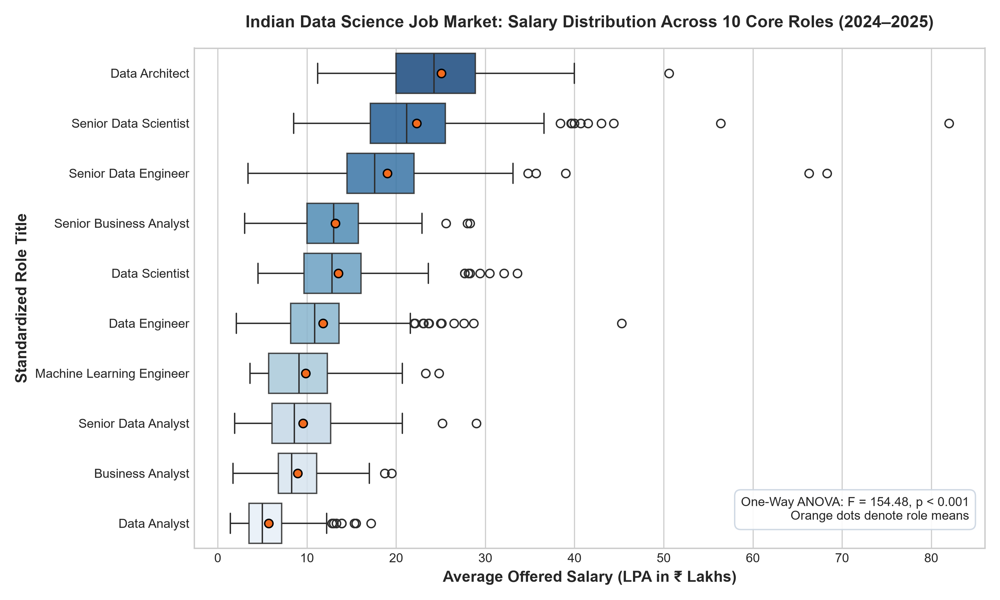 Indian Data Science Job Market: Salary Distribution Across 10 Core Roles (2024–2025)
Standardized Role Title
Data Architect
Senior Data Scientist
Senior Data Engineer
Senior Business Analyst
Data Scientist
Data Engineer
Machine Learning Engineer
Senior Data Analyst
Business Analyst
Data Analyst
One-Way ANOVA: F = 154.48, p < 0.001
Orange dots denote role means
0 10 20 30 40 50 60 70 80
Average Offered Salary (LPA in ₹ Lakhs)